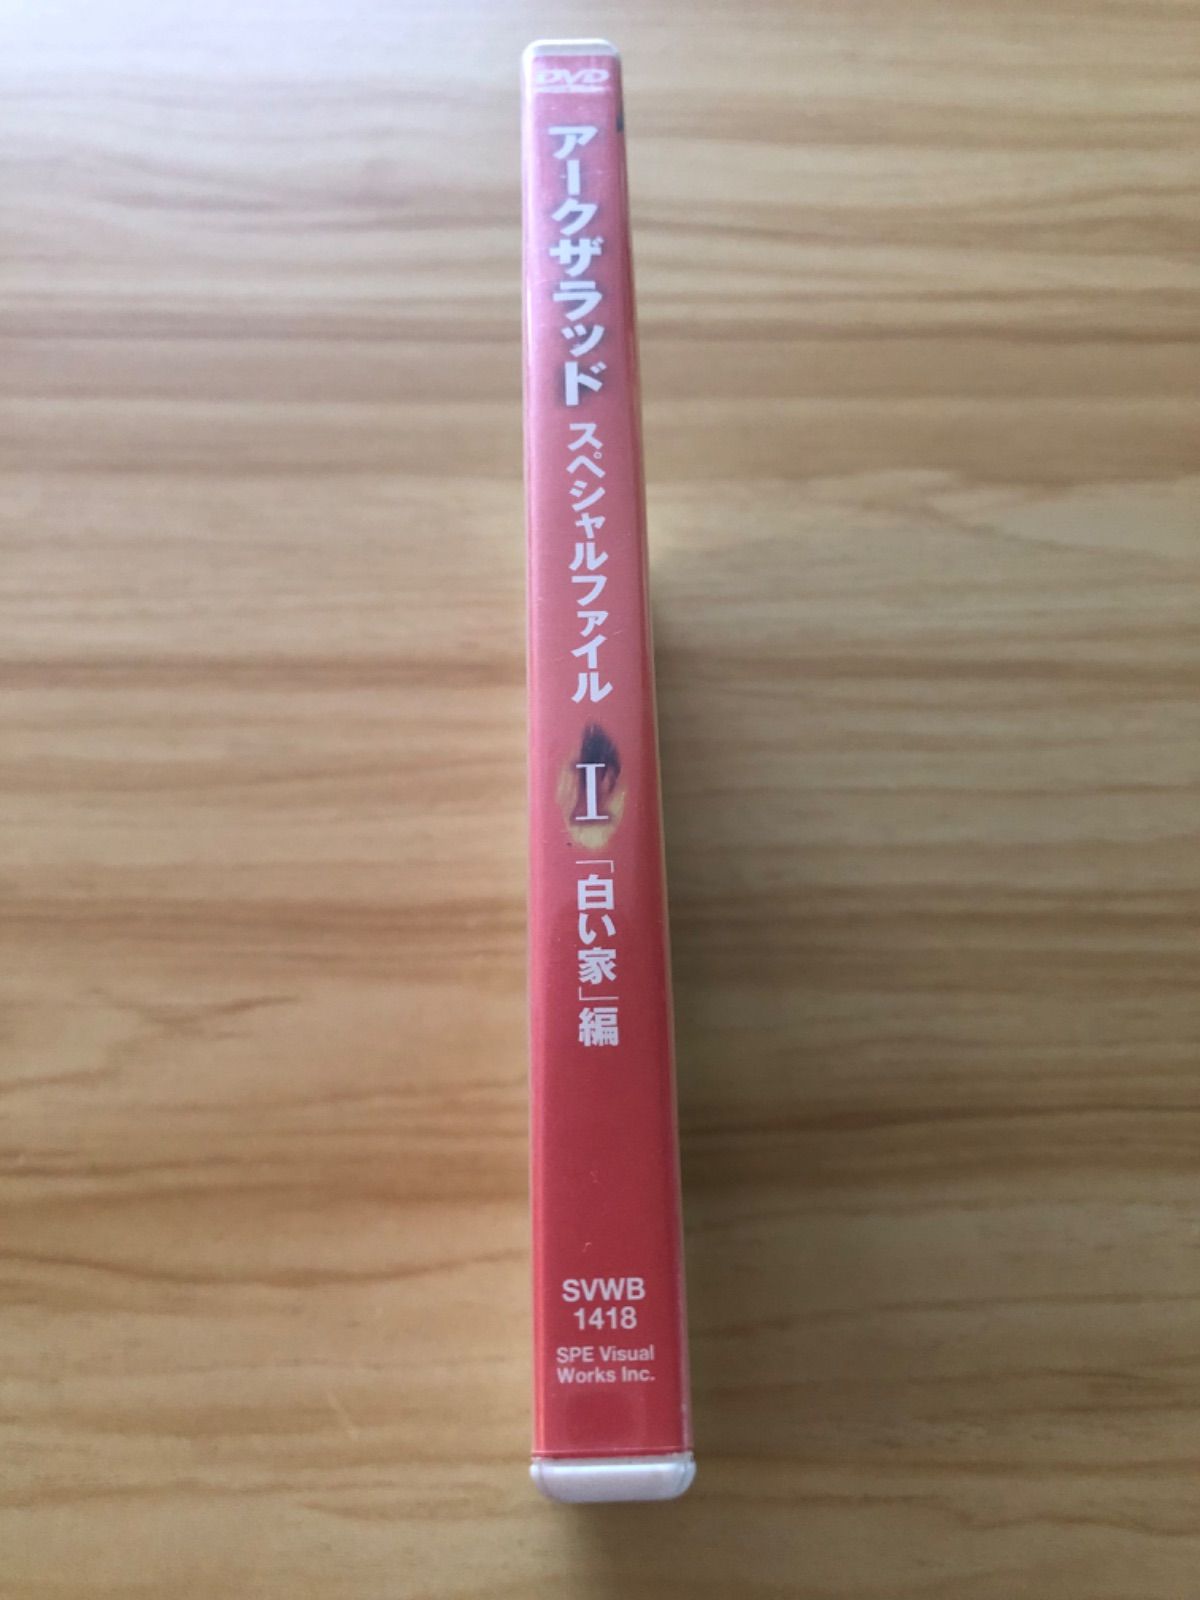 DVD
アークザラッド
スペシャルファイル
I
「白い家」編
SVWB
1418
SPE Visual
Works Inc.